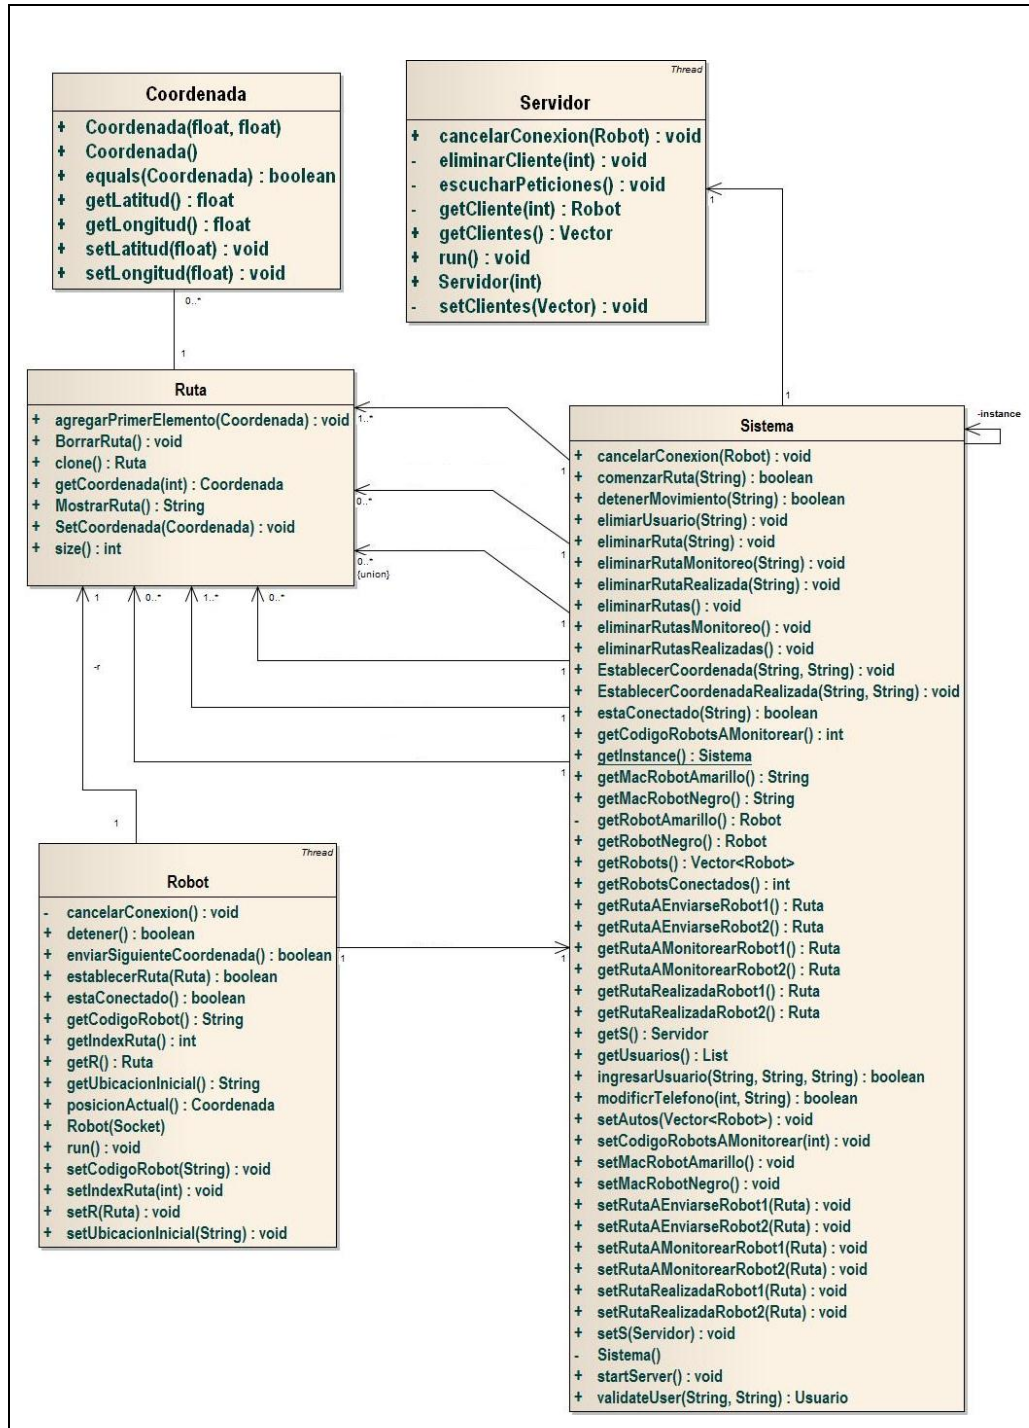 Coordenada
+ Coordenada(float, float)
+ Coordenada()
+ equals(Coordenada) : boolean
+ getLatitud() : float
+ getLongitud() : float
+ setLatitud(float) : void
+ setLongitud(float) : void
Thread
Servidor
+ cancelarConexion(Robot) : void
- eliminarCliente(int) : void
- escucharPeticiones() : void
- getCliente(int) : Robot
+ getClientes() : Vector
+ run() : void
+ Servidor(int)
- setClientes(Vector) : void
1
1
0..*
1
Ruta
+ agregarPrimerElemento(Coordenada) : void
+ BorrarRuta() : void
+ clone() : Ruta
+ getCoordenada(int) : Coordenada
+ MostrarRuta() : String
+ SetCoordenada(Coordenada) : void
+ size() : int
1..*
1
0..*
1
0..*
{union}
1
1
0..*
1..*
0..*
1
1
1
-r
1
-instance
Sistema
+ cancelarConexion(Robot) : void
+ comenzarRuta(String) : boolean
+ detenerMovimiento(String) : boolean
+ elimiarUsuario(String) : void
+ eliminarRuta(String) : void
+ eliminarRutaMonitoreo(String) : void
+ eliminarRutaRealizada(String) : void
+ eliminarRutas() : void
+ eliminarRutasMonitoreo() : void
+ eliminarRutasRealizadas() : void
+ EstablecerCoordenada(String, String) : void
+ EstablecerCoordenadaRealizada(String, String) : void
+ estaConectado(String) : boolean
+ getCodigoRobotsAMonitorear() : int
+ getInstance() : Sistema
+ getMacRobotAmarillo() : String
+ getMacRobotNegro() : String
- getRobotAmarillo() : Robot
+ getRobotNegro() : Robot
+ getRobots() : Vector<Robot>
+ getRobotsConectados() : int
+ getRutaAEnviarseRobot1() : Ruta
+ getRutaAEnviarseRobot2() : Ruta
+ getRutaAMonitorearRobot1() : Ruta
+ getRutaAMonitorearRobot2() : Ruta
+ getRutaRealizadaRobot1() : Ruta
+ getRutaRealizadaRobot2() : Ruta
+ getS() : Servidor
+ getUsuarios() : List
+ ingresarUsuario(String, String, String) : boolean
+ modificrTelefono(int, String) : boolean
+ setAutos(Vector<Robot>) : void
+ setCodigoRobotsAMonitorear(int) : void
+ setMacRobotAmarillo() : void
+ setMacRobotNegro() : void
+ setRutaAEnviarseRobot1(Ruta) : void
+ setRutaAEnviarseRobot2(Ruta) : void
+ setRutaAMonitorearRobot1(Ruta) : void
+ setRutaAMonitorearRobot2(Ruta) : void
+ setRutaRealizadaRobot1(Ruta) : void
+ setRutaRealizadaRobot2(Ruta) : void
+ setS(Servidor) : void
- Sistema()
+ startServer() : void
+ validateUser(String, String) : Usuario
Thread
Robot
- cancelarConexion() : void
+ detener() : boolean
+ enviarSiguienteCoordenada() : boolean
+ establecerRuta(Ruta) : boolean
+ estaConectado() : boolean
+ getCodigoRobot() : String
+ getIndexRuta() : int
+ getR() : Ruta
+ getUbicacionInicial() : String
+ posicionActual() : Coordenada
+ Robot(Socket)
+ run() : void
+ setCodigoRobot(String) : void
+ setIndexRuta(int) : void
+ setR(Ruta) : void
+ setUbicacionInicial(String) : void
1
1